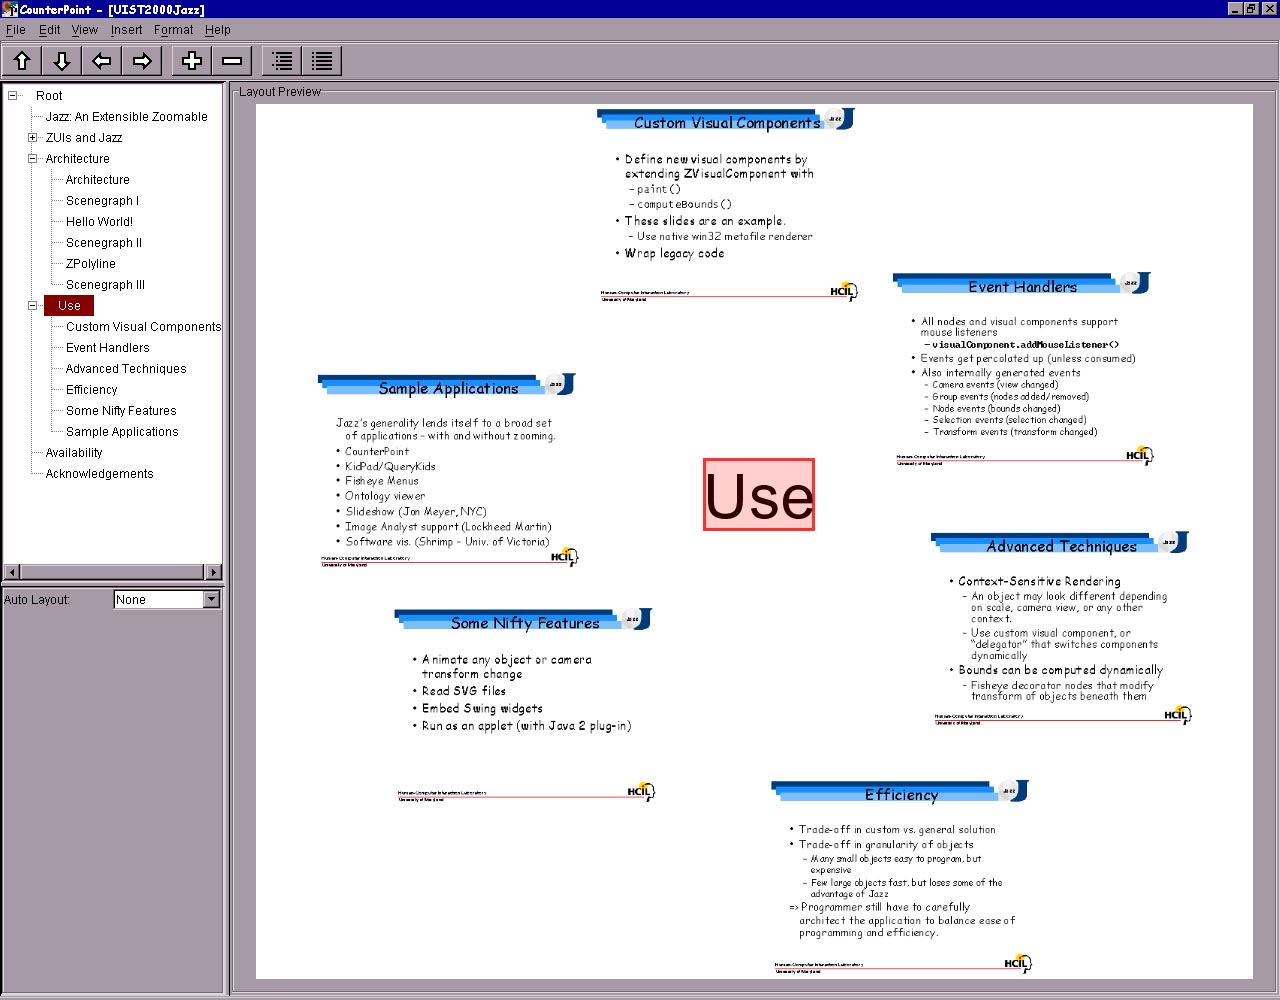 CounterPoint - [UIST2000Jazz]
File Edit View Insert Format Help
Root
Jazz: An Extensible Zoomable
ZUIs and Jazz
Architecture
Architecture
Scenegraph I
Hello World!
Scenegraph II
ZPolyline
Scenegraph III
Use
Custom Visual Components
Event Handlers
Advanced Techniques
Efficiency
Some Nifty Features
Sample Applications
Availability
Acknowledgements
Auto Layout: None
Layout Preview
Custom Visual Components
Jazz
• Define new visual components by
extending ZVisualComponent with
– paint()
– computeBounds()
• These slides are an example.
– Use native win32 metafile renderer
• Wrap legacy code
Human-Computer Interaction Laboratory
University of Maryland
HCIL
Event Handlers
Jazz
• All nodes and visual components support
mouse listeners
– visualComponent.addMouseListener()
• Events get percolated up (unless consumed)
• Also internally generated events
– Camera events (view changed)
– Group events (nodes added/removed)
– Node events (bounds changed)
– Selection events (selection changed)
– Transform events (transform changed)
Human-Computer Interaction Laboratory
University of Maryland
HCIL
Sample Applications
Jazz
Jazz's generality lends itself to a broad set
of applications – with and without zooming.
• CounterPoint
• KidPad/QueryKids
• Fisheye Menus
• Ontology viewer
• Slideshow (Jon Meyer, NYC)
• Image Analyst support (Lockheed Martin)
• Software vis. (Shrimp – Univ. of Victoria)
Human-Computer Interaction Laboratory
University of Maryland
HCIL
Use
Advanced Techniques
Jazz
• Context-Sensitive Rendering
– An object may look different depending
on scale, camera view, or any other
context.
– Use custom visual component, or
"delegator" that switches components
dynamically
• Bounds can be computed dynamically
– Fisheye decorator nodes that modify
transform of objects beneath them
Human-Computer Interaction Laboratory
University of Maryland
HCIL
Some Nifty Features
Jazz
• Animate any object or camera
transform change
• Read SVG files
• Embed Swing widgets
• Run as an applet (with Java 2 plug-in)
Human-Computer Interaction Laboratory
University of Maryland
HCIL
Efficiency
Jazz
• Trade-off in custom vs. general solution
• Trade-off in granularity of objects
– Many small objects easy to program, but
expensive
– Few large objects fast, but loses some of the
advantage of Jazz
=> Programmer still have to carefully
architect the application to balance ease of
programming and efficiency.
Human-Computer Interaction Laboratory
University of Maryland
HCIL